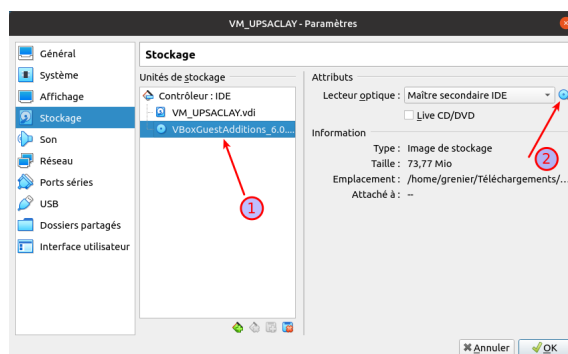 VM_UPSACLAY - Paramètres
Général
Système
Affichage
Stockage
Son
Réseau
Ports séries
USB
Dossiers partagés
Interface utilisateur
Stockage
Unités de stockage
Contrôleur : IDE
VM_UPSACLAY.vdi
VBoxGuestAdditions_6.0....
1
Attributs
Lecteur optique : Maître secondaire IDE
Live CD/DVD
Information
Type : Image de stockage
Taille : 73,77 Mio
Emplacement : /home/grenier/Téléchargements/...
Attaché à : --
2
Annuler
OK